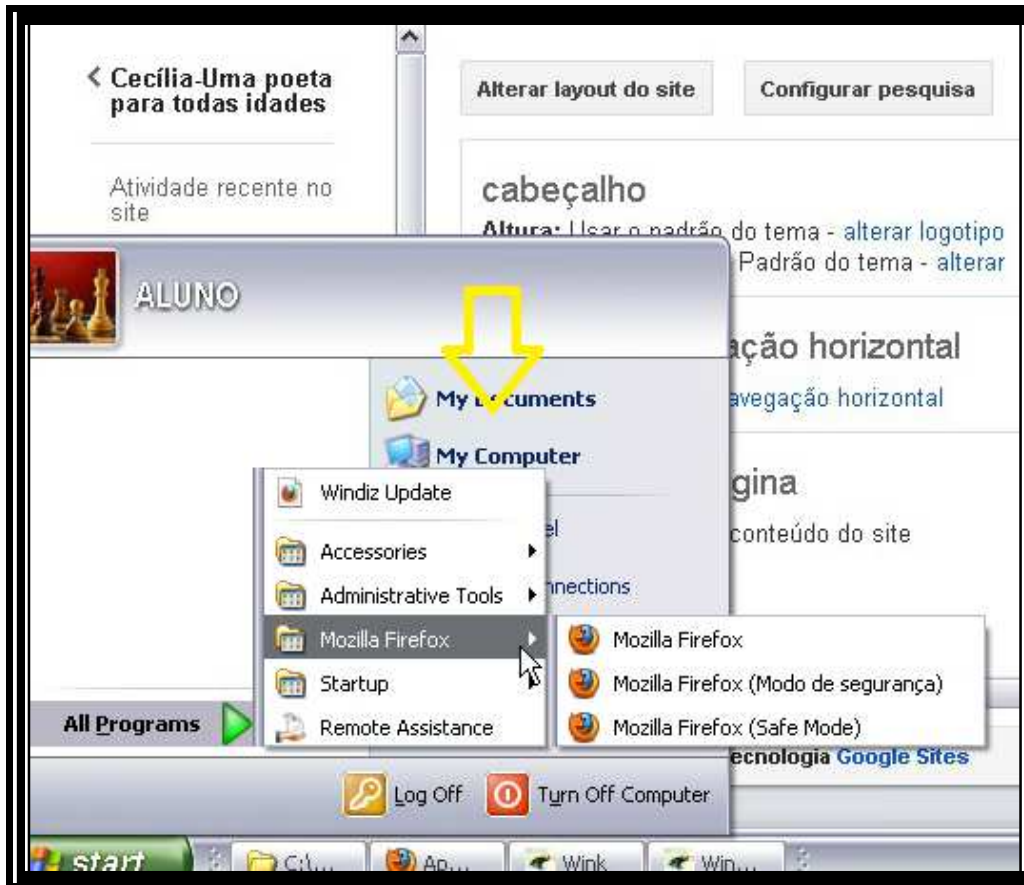 Cecília-Uma poeta
para todas idades
Atividade recente no
site
Alterar layout do site
Configurar pesquisa
cabeçalho
Altura: Usar o padrão do tema - alterar logotipo
Padrão do tema - alterar
ação horizontal
avegação horizontal
gina
conteúdo do site
ecnologia Google Sites
ALUNO
My Documents
My Computer
el
nnections
Windiz Update
Accessories
Administrative Tools
Mozilla Firefox
Startup
Remote Assistance
Mozilla Firefox
Mozilla Firefox (Modo de segurança)
Mozilla Firefox (Safe Mode)
All Programs
Log Off
Turn Off Computer
start
C:\...
Ap...
Wink
Win...